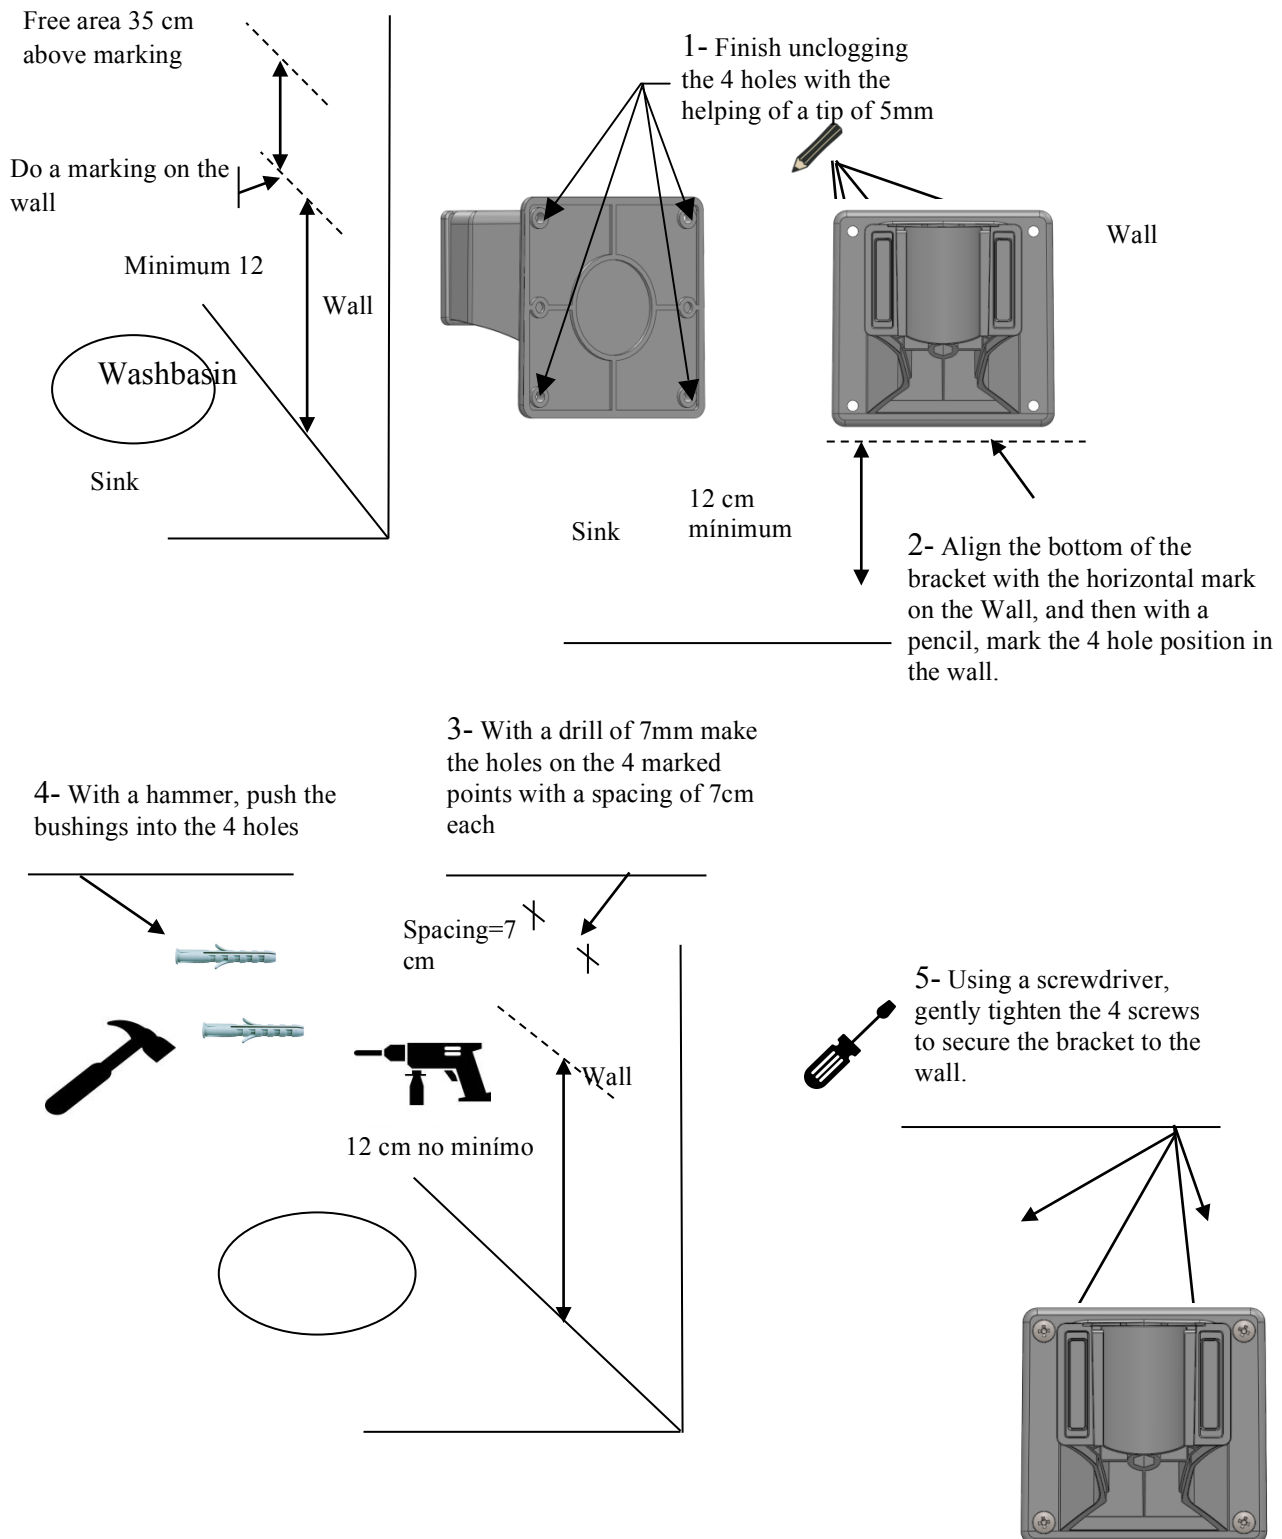 Free area 35 cm
above marking
Do a marking on the
wall
Minimum 12
Wall
Washbasin
Sink
1- Finish unclogging
the 4 holes with the
helping of a tip of 5mm
Wall
Sink
12 cm
mínimum
2- Align the bottom of the
bracket with the horizontal mark
on the Wall, and then with a
pencil, mark the 4 hole position in
the wall.
3- With a drill of 7mm make
the holes on the 4 marked
points with a spacing of 7cm
each
4- With a hammer, push the
bushings into the 4 holes
Spacing=7
cm
Wall
12 cm no minímo
5- Using a screwdriver,
gently tighten the 4 screws
to secure the bracket to the
wall.